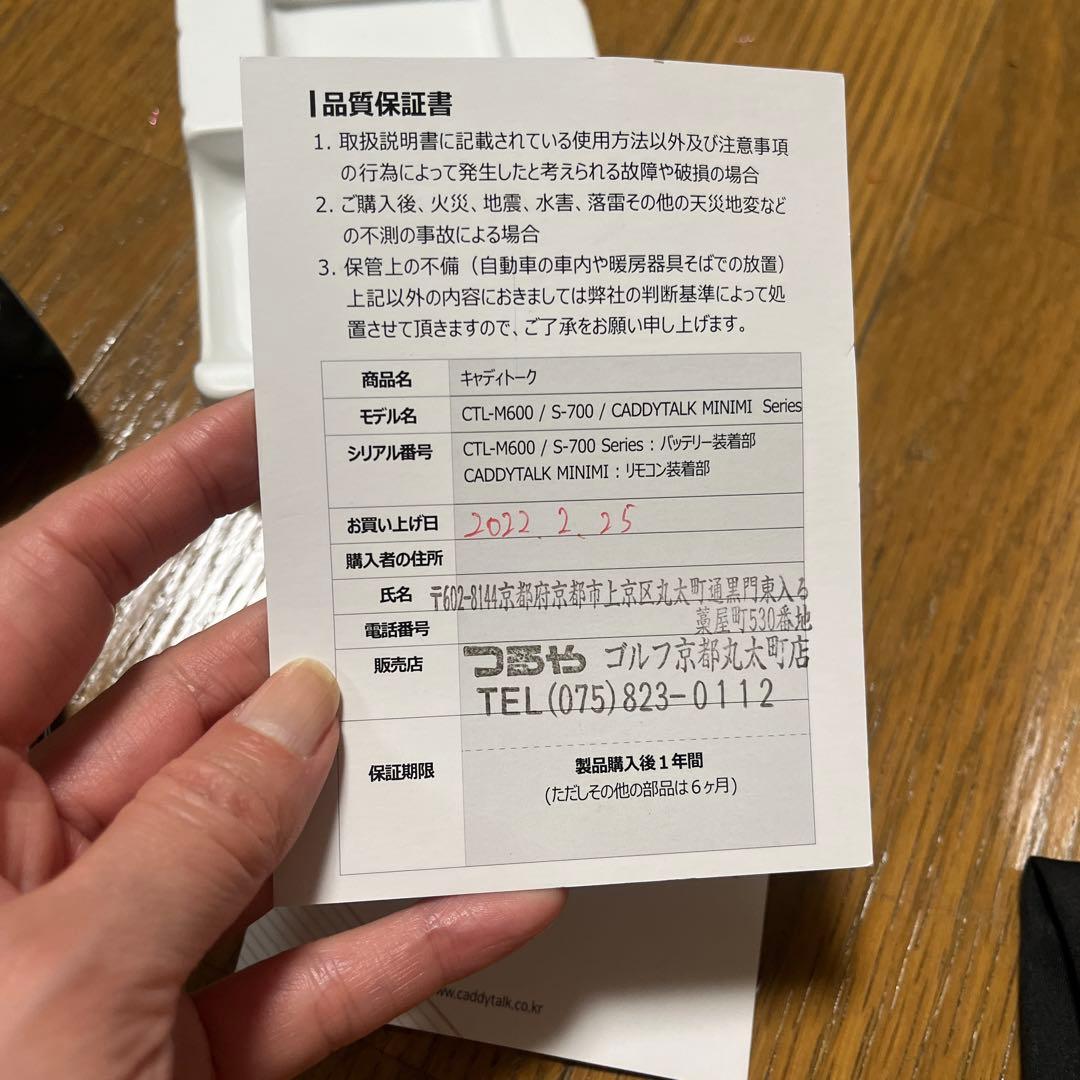 品質保証書
1. 取扱説明書に記載されている使用方法以外及び注意事項
の行為によって発生したと考えられる故障や破損の場合
2. ご購入後、火災、地震、水害、落雷その他の天災地変など
の不測の事故による場合
3. 保管上の不備（自動車の車内や暖房器具そばでの放置）
上記以外の内容におきましては弊社の判断基準によって処
置させて頂きますので、ご了承をお願い申し上げます。
商品名 キャディトーク
モデル名 CTL-M600 / S-700 / CADDYTALK MINIMI Series
シリアル番号 CTL-M600 / S-700 Series : バッテリー装着部
CADDYTALK MINIMI : リモコン装着部
お買い上げ日 2022. 2. 25
購入者の住所
氏名 〒602-8144京都府京都市上京区丸太町通黒門東入る
藁屋町530番地
電話番号
販売店 つるや ゴルフ京都丸太町店
TEL(075)823-0112
保証期限 製品購入後1年間
(ただしその他の部品は6ヶ月)
www.caddytalk.co.kr